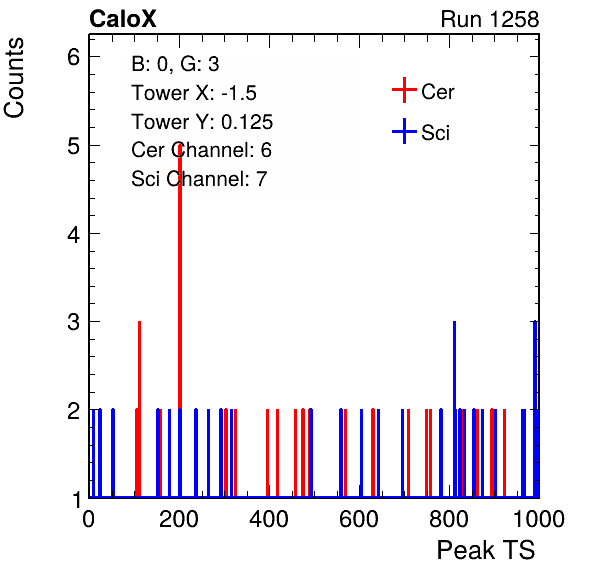 CaloX Run 1258
Counts
B: 0, G: 3
Tower X: -1.5
Tower Y: 0.125
Cer Channel: 6
Sci Channel: 7
Cer
Sci
6
5
4
3
2
1
0 200 400 600 800 1000
Peak TS